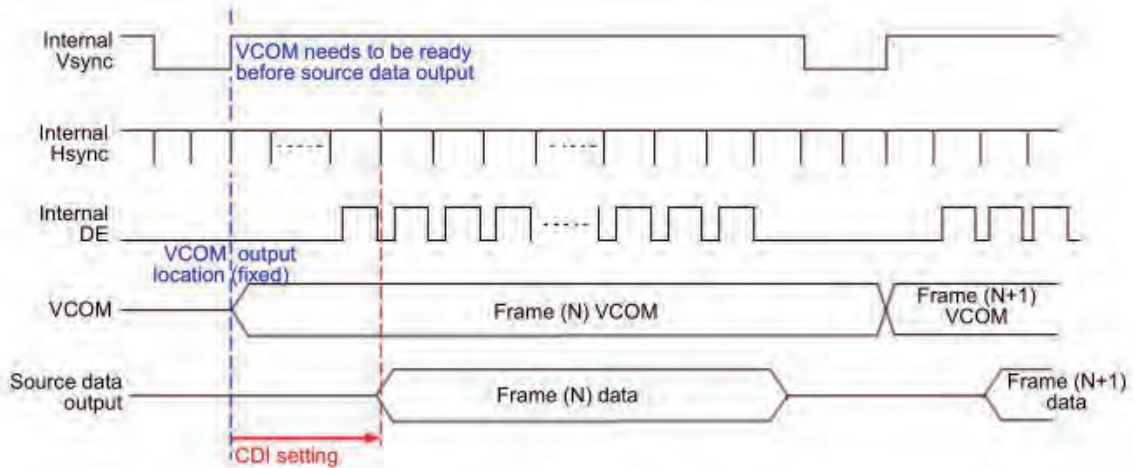 Internal
Vsync
VCOM needs to be ready
before source data output
Internal
Hsync
Internal
DE
VCOM output
location (fixed)
VCOM
Frame (N) VCOM
Frame (N+1)
VCOM
Source data
output
Frame (N) data
Frame (N+1)
data
CDI setting